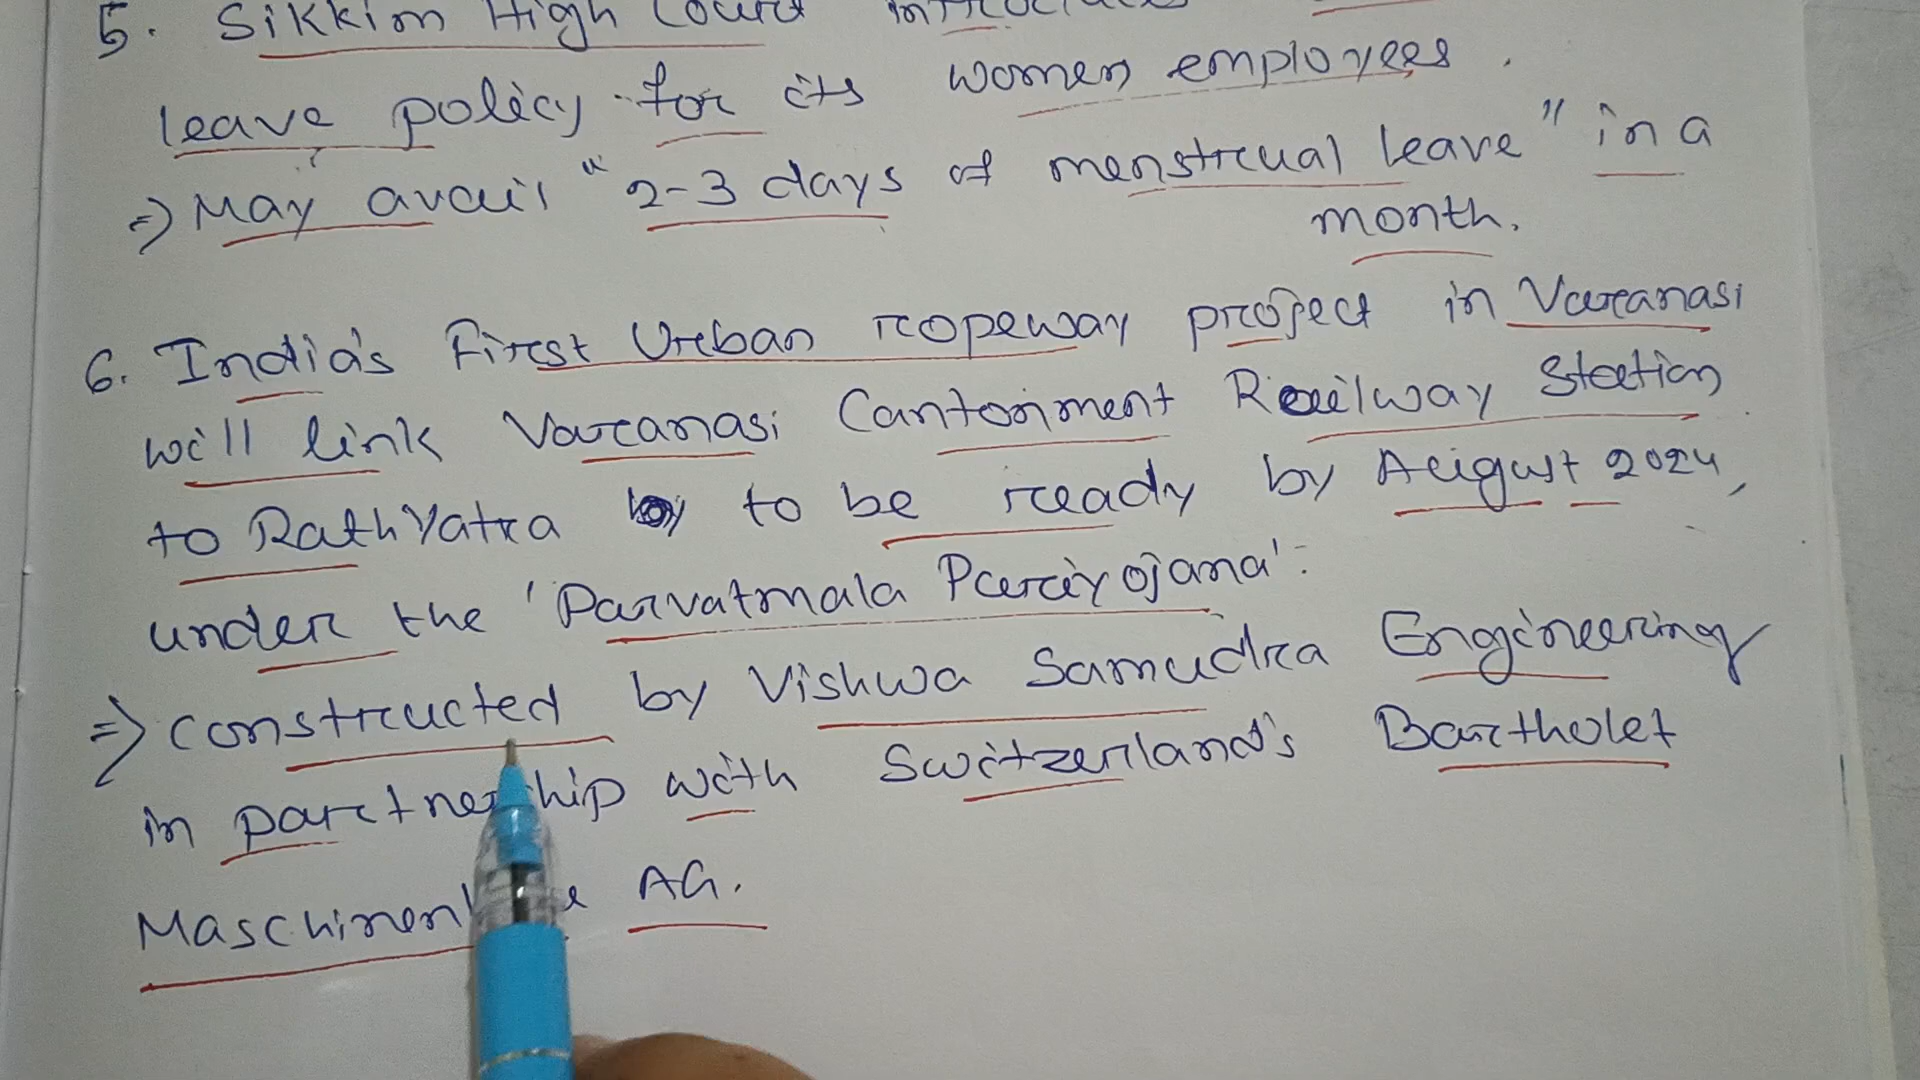 5. Sikkim High Court introduces
leave policy for its women employees.
=> May avail "2-3 days of menstrual leave" in a
month.
6. India's First Urban ropeway project in Varanasi
will link Varanasi Cantonment Railway Station
to RathYatra to be ready by August 2024,
under the 'Parvatmala Pariyojana'.
=> Constructed by Vishwa Samudra Engineering
in partnership with Switzerland's Bartholet
AG.